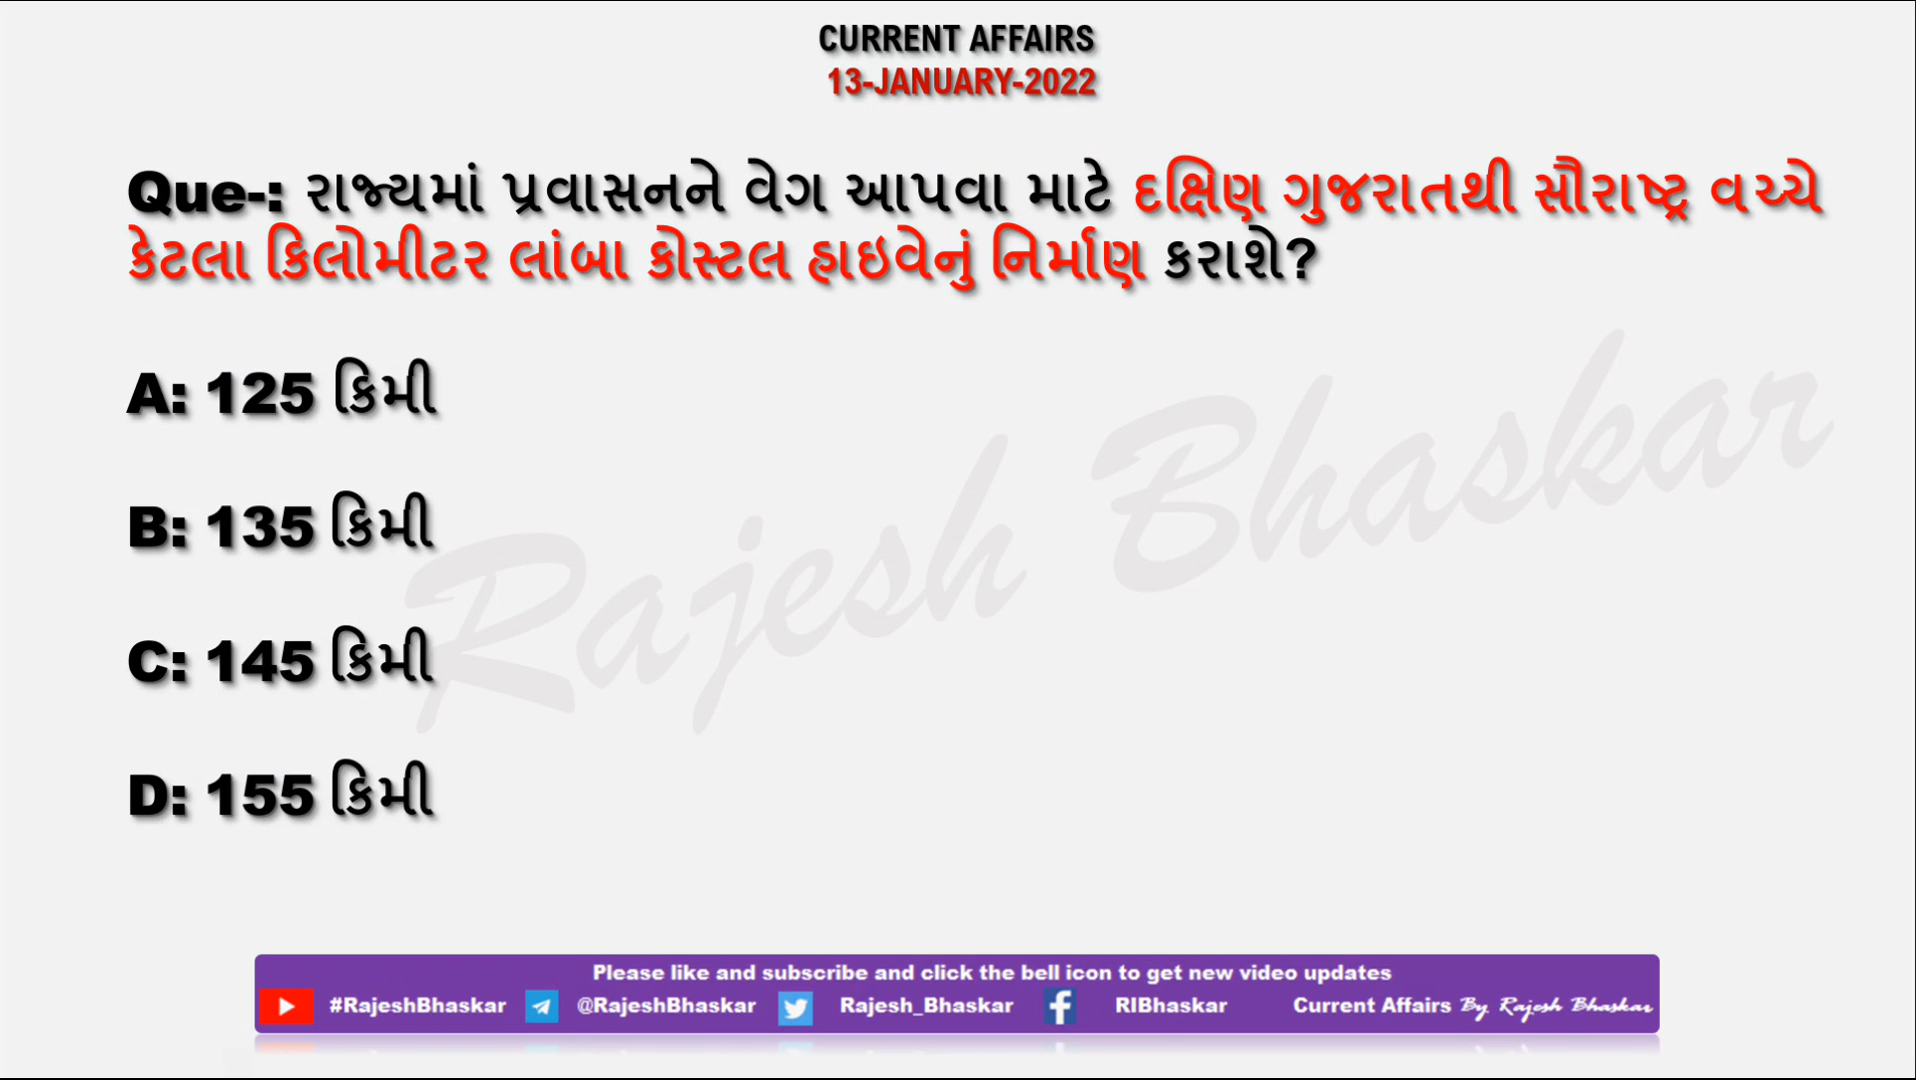 CURRENT AFFAIRS
13-JANUARY-2022
Que-: રાજ્યમાં પ્રવાસનને વેગ આપવા માટે દક્ષિણ ગુજરાતથી સૌરાષ્ટ્ર વચ્ચે
કેટલા કિલોમીટર લાંબા કોસ્ટલ હાઇવેનું નિર્માણ કરાશે?
A: 125 કિમી
B: 135 કિમી
C: 145 કિમી
D: 155 કિમી
Rajesh Bhaskar
Please like and subscribe and click the bell icon to get new video updates
#RajeshBhaskar @RajeshBhaskar Rajesh_Bhaskar RIBhaskar Current Affairs By Rajesh Bhaskar